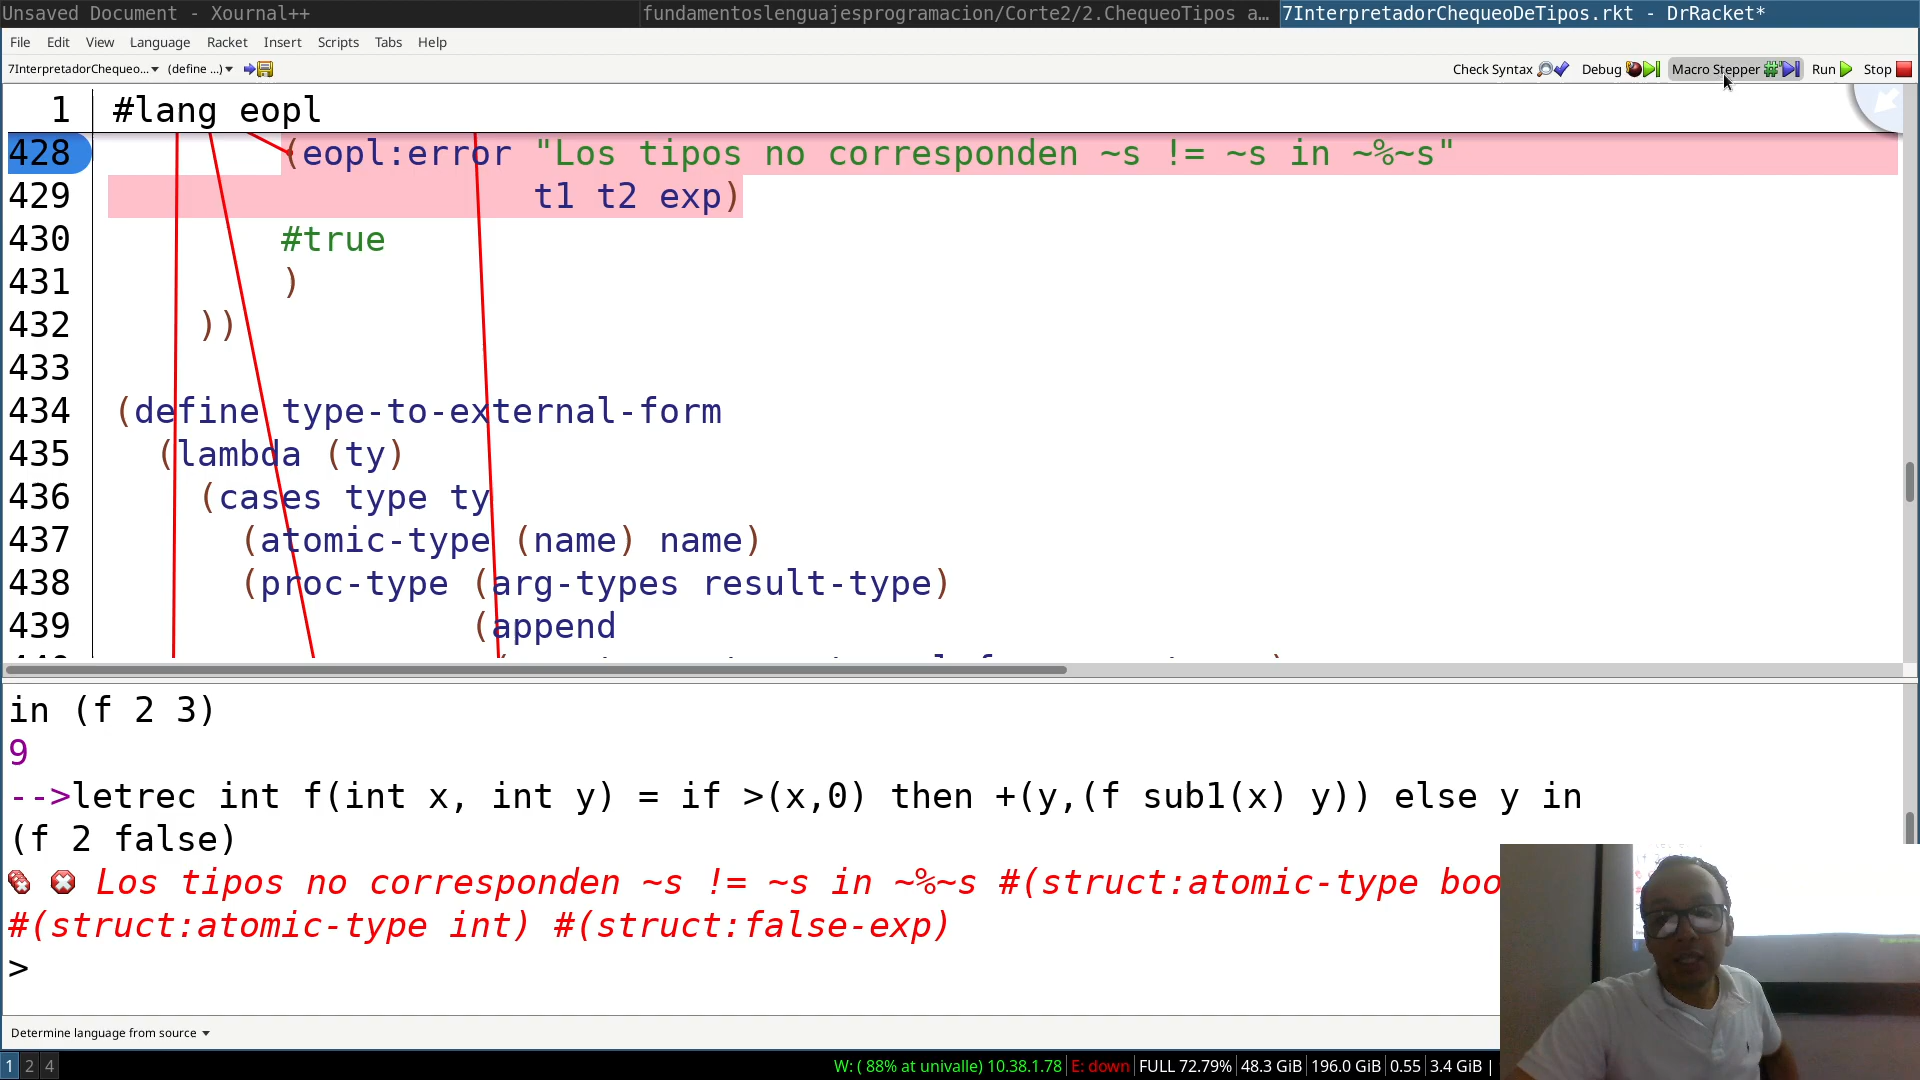 Unsaved Document - Xournal++
fundamentoslenguajesprogramacion/Corte2/2.ChequeoTipos a…
7InterpretadorChequeoDeTipos.rkt - DrRacket*
File Edit View Language Racket Insert Scripts Tabs Help
7InterpretadorChequeo...▾ (define ...)▾
Check Syntax Debug Macro Stepper Run Stop
1 #lang eopl
428 (eopl:error "Los tipos no corresponden ~s != ~s in ~%~s"
429 t1 t2 exp)
430 #true
431 )
432 ))
433
434 (define type-to-external-form
435 (lambda (ty)
436 (cases type ty
437 (atomic-type (name) name)
438 (proc-type (arg-types result-type)
439 (append
in (f 2 3)
9
-->letrec int f(int x, int y) = if >(x,0) then +(y,(f sub1(x) y)) else y in
(f 2 false)
Los tipos no corresponden ~s != ~s in ~%~s #(struct:atomic-type boo
#(struct:atomic-type int) #(struct:false-exp)
>
Determine language from source ▾
1 2 4
W: ( 88% at univalle) 10.38.1.78 | E: down | FULL 72.79% | 48.3 GiB | 196.0 GiB | 0.55 | 3.4 GiB |